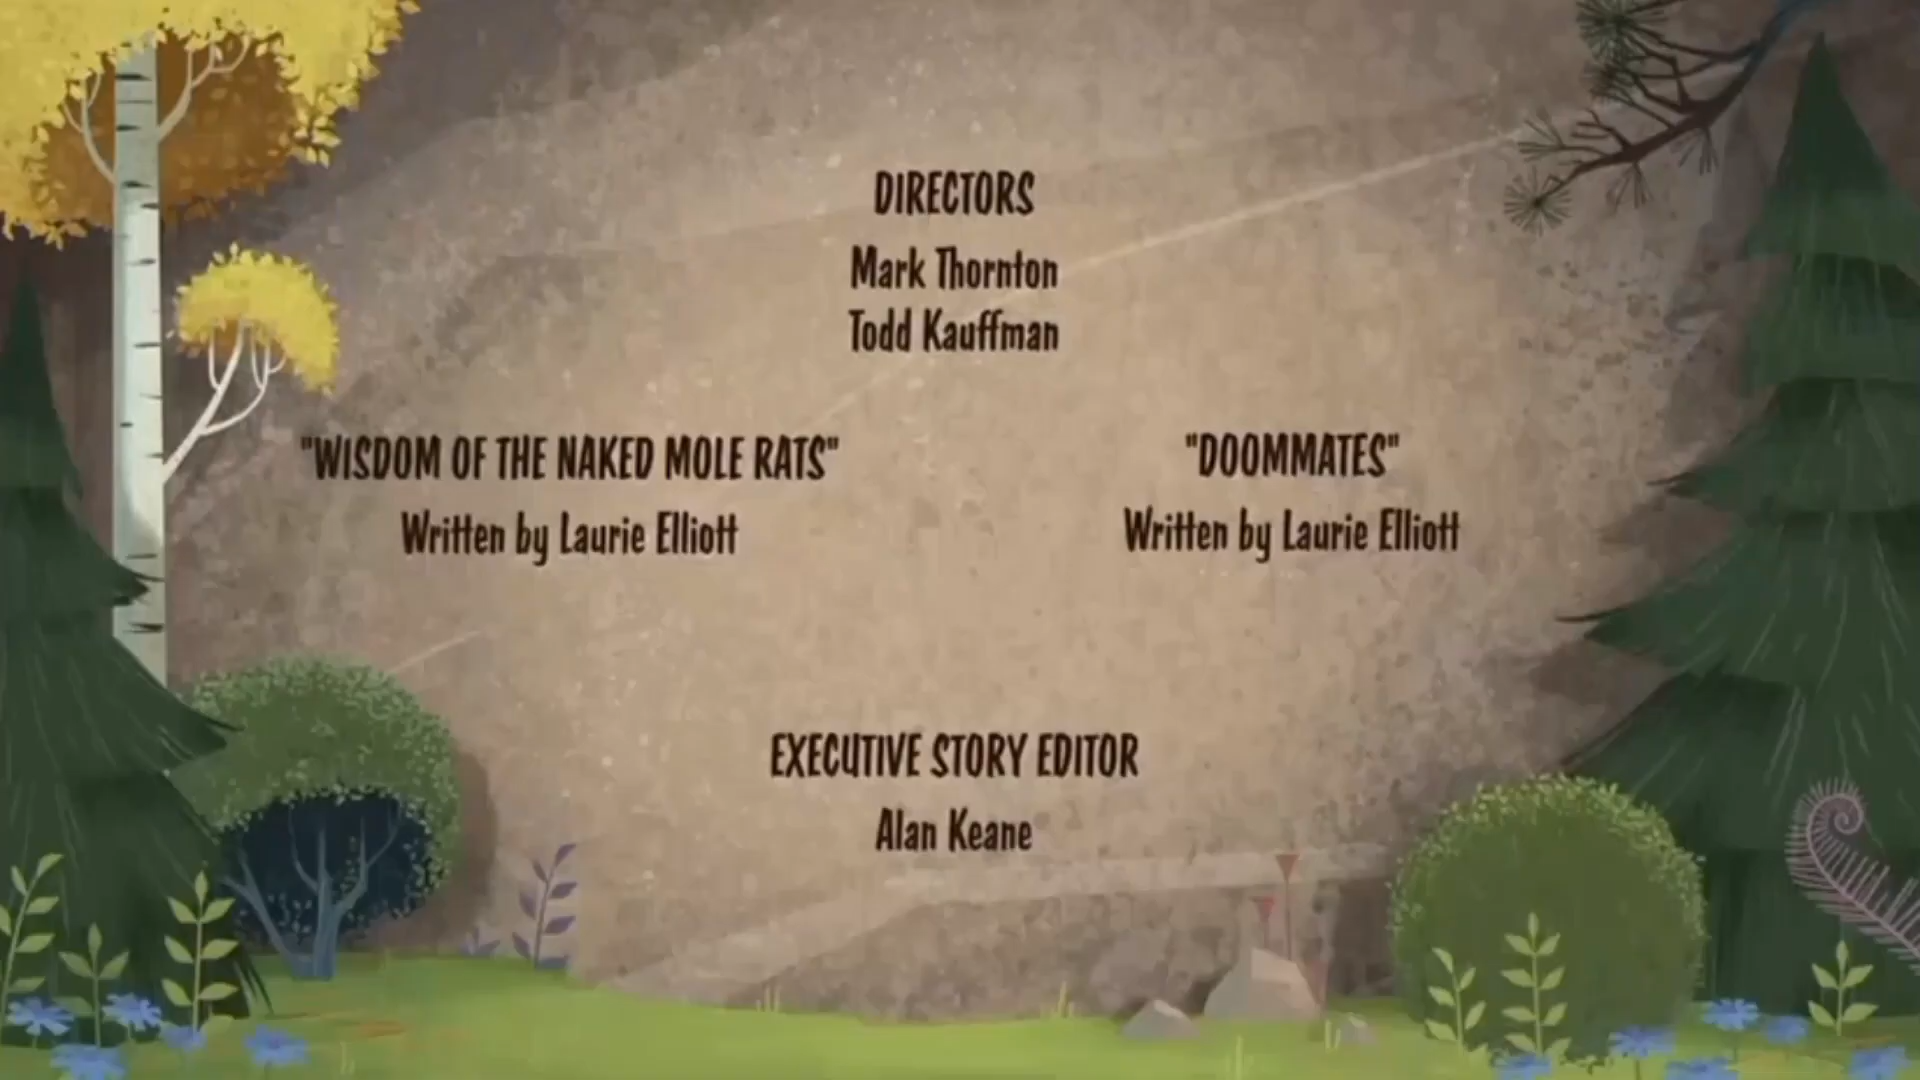 DIRECTORS
Mark Thornton
Todd Kauffman
"WISDOM OF THE NAKED MOLE RATS"
Written by Laurie Elliott
"DOOMMATES"
Written by Laurie Elliott
EXECUTIVE STORY EDITOR
Alan Keane